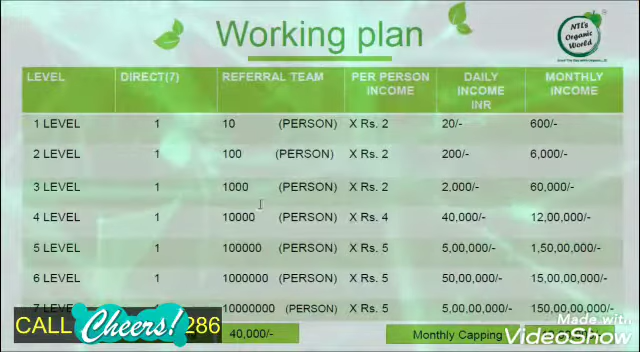 Working plan
NTL's
Organic
World
LEVEL DIRECT(7) REFERRAL TEAM PER PERSON INCOME DAILY INCOME INR MONTHLY INCOME
1 LEVEL 1 10 (PERSON) X Rs. 2 20/- 600/-
2 LEVEL 1 100 (PERSON) X Rs. 2 200/- 6,000/-
3 LEVEL 1 1000 (PERSON) X Rs. 2 2,000/- 60,000/-
4 LEVEL 1 10000 (PERSON) X Rs. 4 40,000/- 12,00,000/-
5 LEVEL 1 100000 (PERSON) X Rs. 5 5,00,000/- 1,50,00,000/-
6 LEVEL 1 1000000 (PERSON) X Rs. 5 50,00,000/- 15,00,00,000/-
7 LEVEL 1 10000000 (PERSON) X Rs. 5 5,00,00,000/- 150,00,00,000/-
CALL Cheers! 286 40,000/- Monthly Capping
Made with
VideoShow